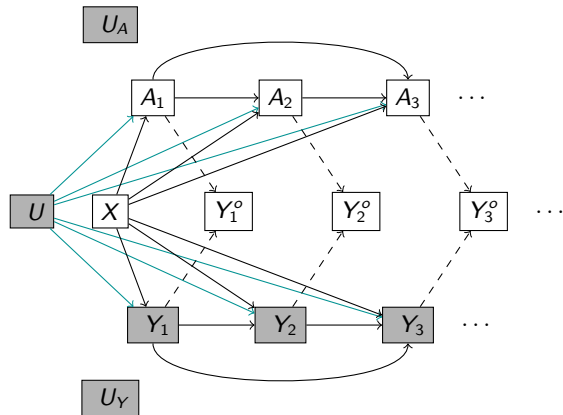 U_A
A_1 A_2 A_3 ...
U X Y_1^o Y_2^o Y_3^o ...
Y_1 Y_2 Y_3 ...
U_Y